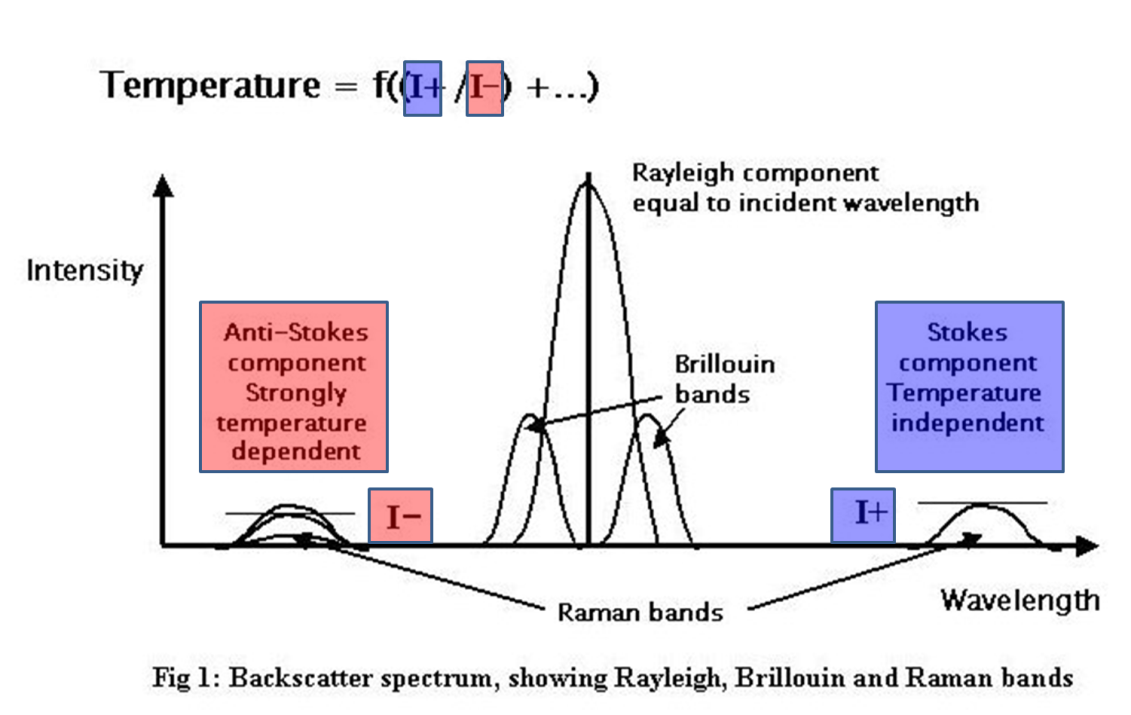 Temperature = f((I+ /I−) +...)
Rayleigh component
equal to incident wavelength
Intensity
Anti-Stokes
component
Strongly
temperature
dependent
Stokes
component
Temperature
independent
Brillouin
bands
I−
I+
Wavelength
Raman bands
Fig 1: Backscatter spectrum, showing Rayleigh, Brillouin and Raman bands